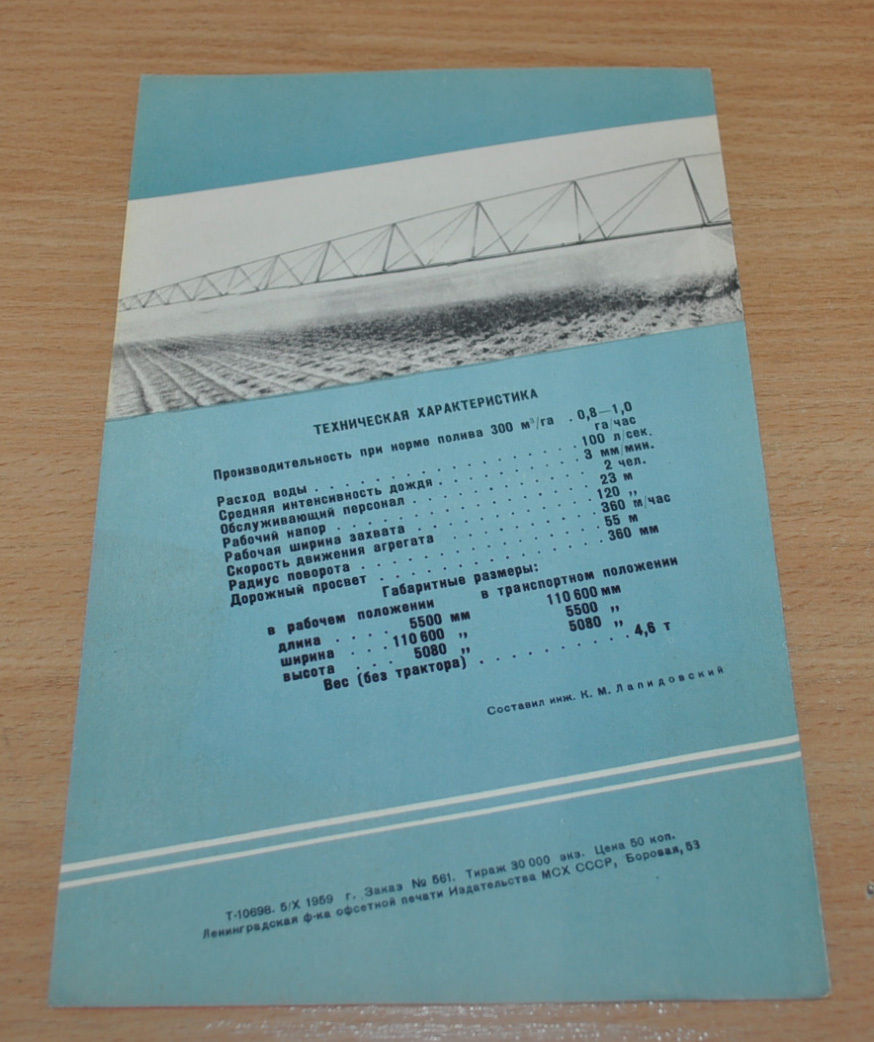 ТЕХНИЧЕСКАЯ ХАРАКТЕРИСТИКА
Производительность при норме полива 300 м³/га . 0,8—1,0
га/час
Расход воды . . . . . . . . . . . . . . . . 100 л/сек.
Средняя интенсивность дождя . . . . . . . . . 3 мм/мин.
Обслуживающий персонал . . . . . . . . . . . 2 чел.
Рабочий напор . . . . . . . . . . . . . . . 23 м
Рабочая ширина захвата . . . . . . . . . . . 120 „
Скорость движения агрегата . . . . . . . . . 360 м/час
Радиус поворота . . . . . . . . . . . . . . 55 м
Дорожный просвет . . . . . . . . . . . . . . 360 мм
Габаритные размеры:
в рабочем положении в транспортном положении
длина . . . . 5500 мм 110 600 мм
ширина . . . 110 600 „ 5500 „
высота . . . 5080 „ 5080 „
Вес (без трактора) . . . . . . . . . . 4,6 т
Составил инж. К. М. Лапидовский
Т-10698. 5/X 1959 г. Заказ № 561. Тираж 30 000 экз. Цена 50 коп.
Ленинградская ф-ка офсетной печати Издательства МСХ СССР, Боровая, 53